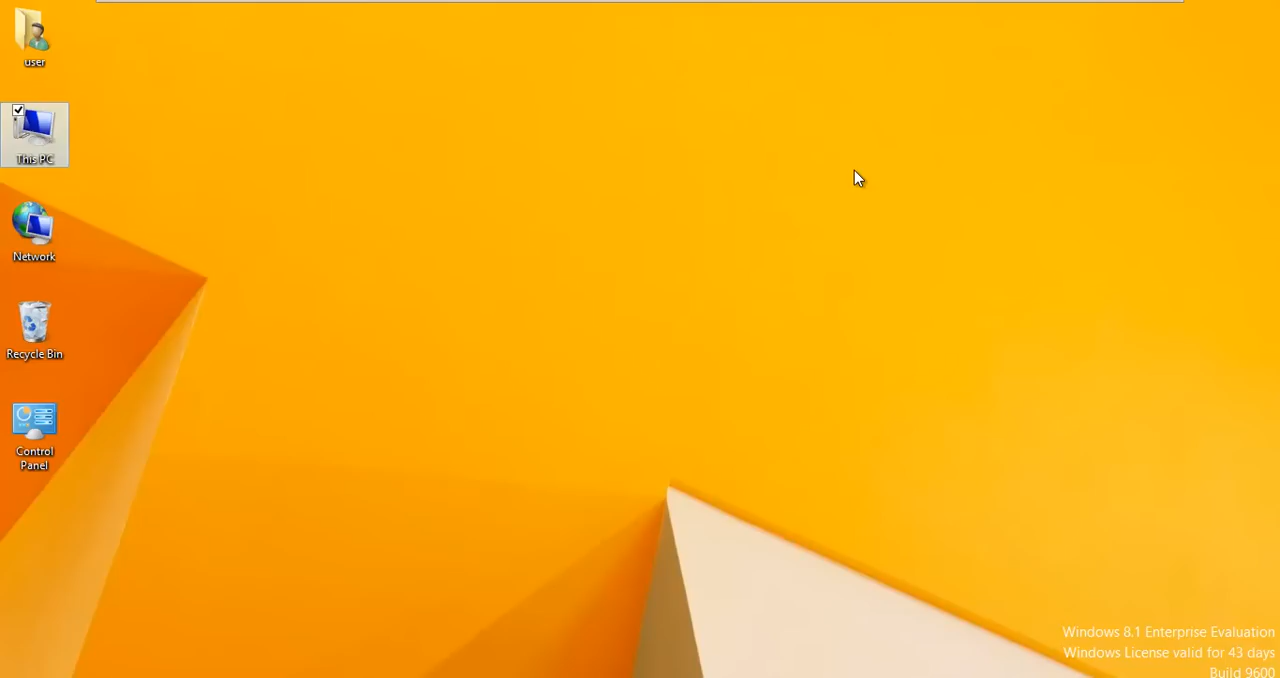 user
This PC
Network
Recycle Bin
Control
Panel
Windows 8.1 Enterprise Evaluation
Windows License valid for 43 days
Build 9600